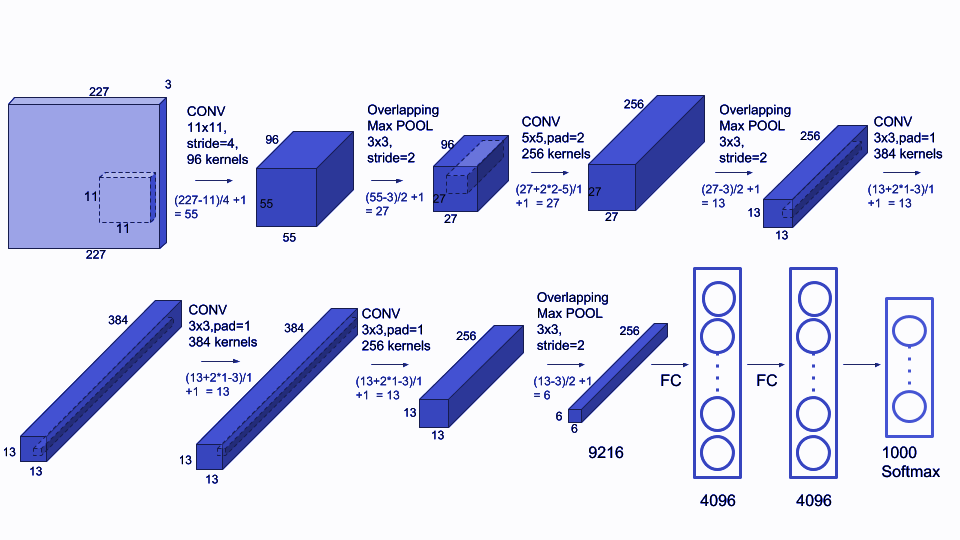 227
3
11
11
227
CONV
11x11,
stride=4,
96 kernels
(227-11)/4 +1
= 55
96
55
55
Overlapping
Max POOL
3x3,
stride=2
(55-3)/2 +1
= 27
96
27
27
CONV
5x5,pad=2
256 kernels
(27+2*2-5)/1
+1 = 27
256
27
27
Overlapping
Max POOL
3x3,
stride=2
(27-3)/2 +1
= 13
256
13
13
CONV
3x3,pad=1
384 kernels
(13+2*1-3)/1
+1 = 13
384
13
13
CONV
3x3,pad=1
384 kernels
(13+2*1-3)/1
+1 = 13
384
13
13
CONV
3x3,pad=1
256 kernels
(13+2*1-3)/1
+1 = 13
256
13
13
Overlapping
Max POOL
3x3,
stride=2
(13-3)/2 +1
= 6
256
6
6
9216
FC
4096
FC
4096
1000
Softmax